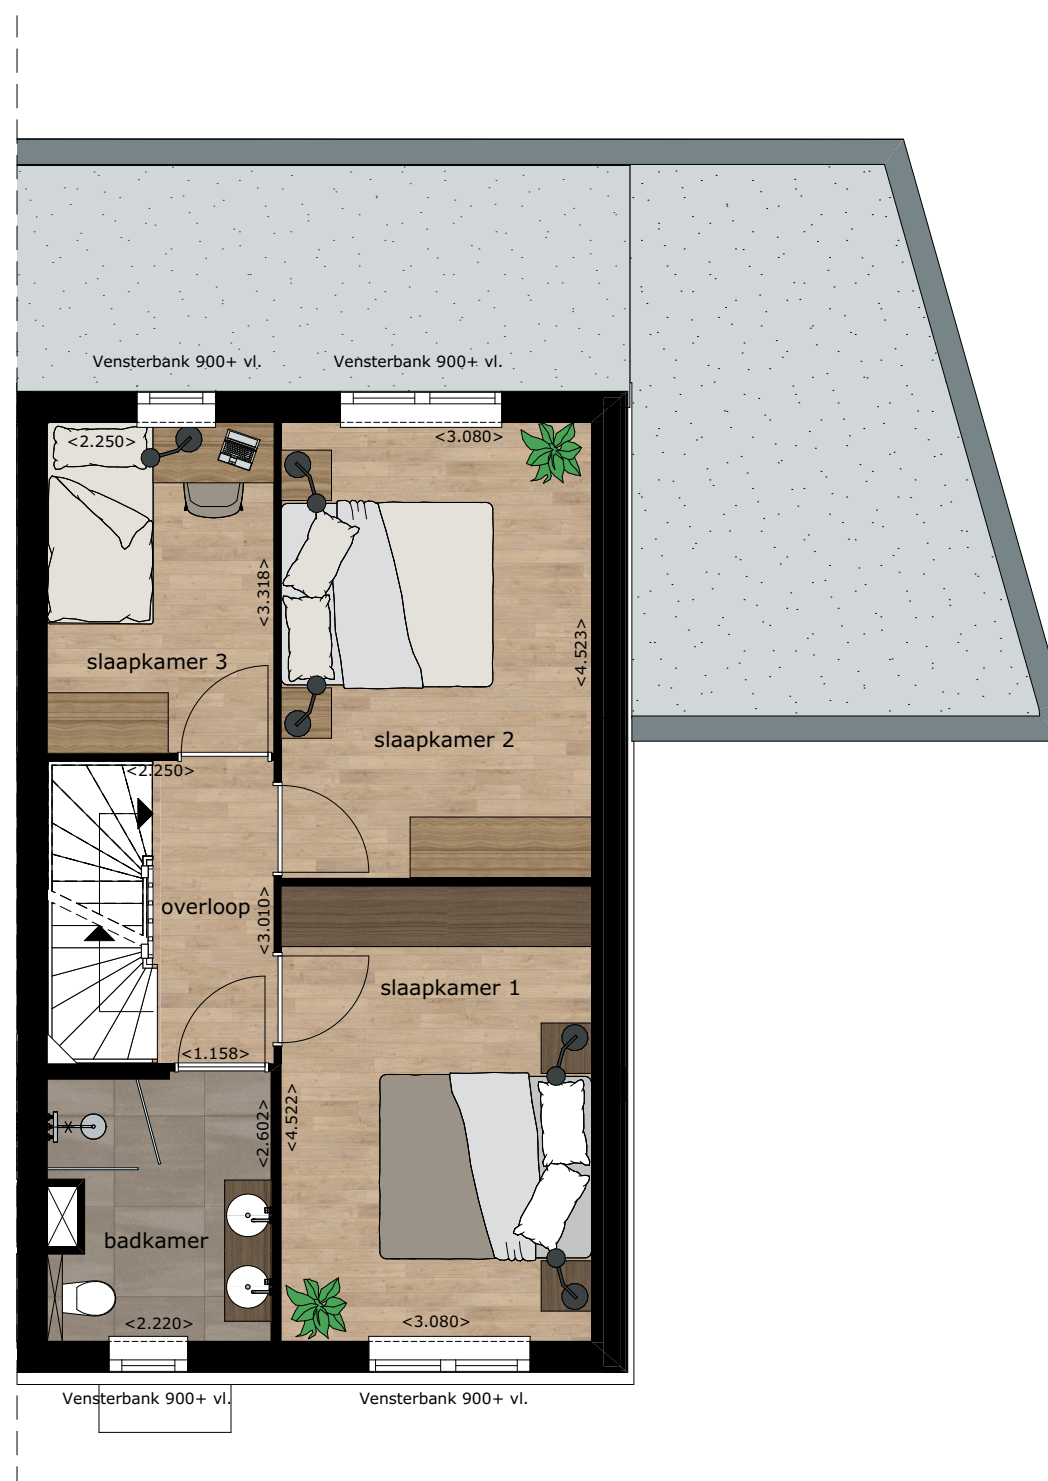 Vensterbank 900+ vl.
Vensterbank 900+ vl.
<2.250>
<3.080>
<3.318>
<4.523>
slaapkamer 3
slaapkamer 2
<2.250>
overloop
<3.010>
slaapkamer 1
<1.158>
<2.602>
<4.522>
badkamer
<2.220>
<3.080>
Vensterbank 900+ vl.
Vensterbank 900+ vl.